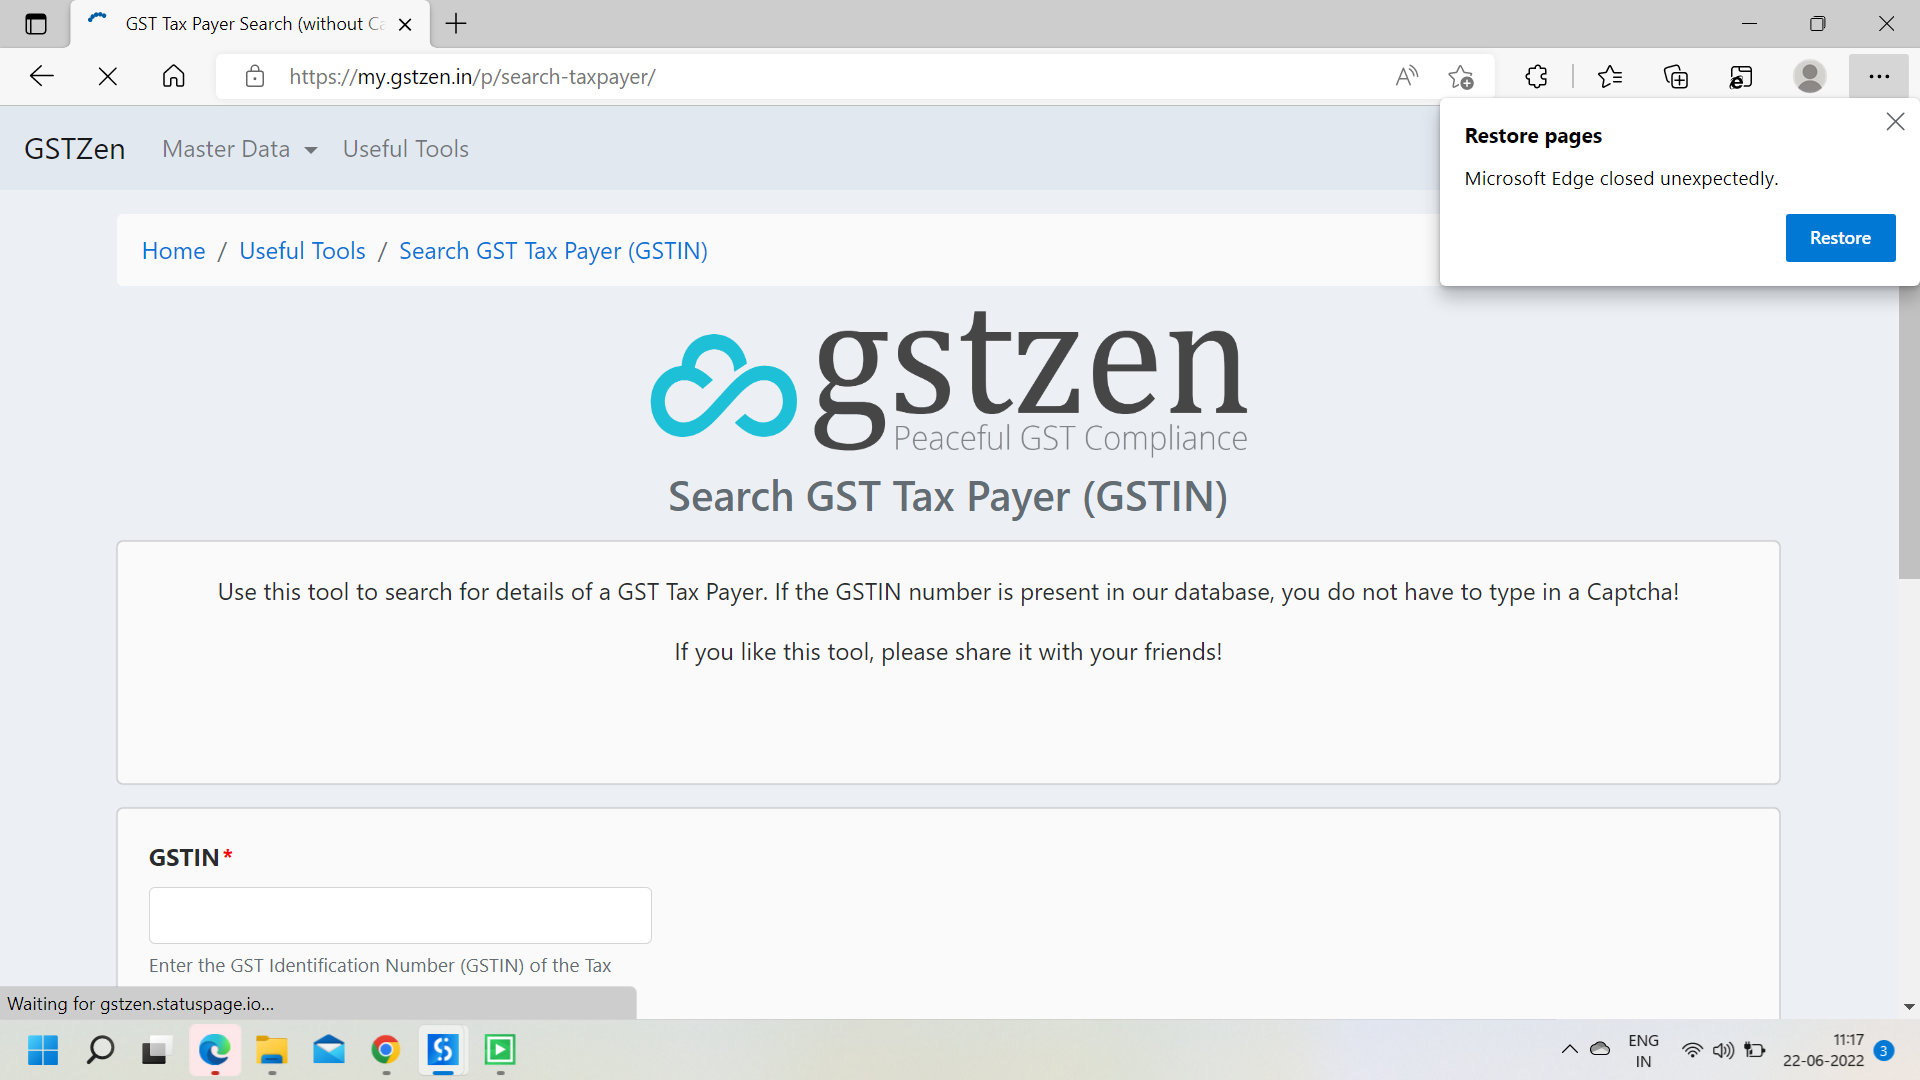 GST Tax Payer Search (without Ca
https://my.gstzen.in/p/search-taxpayer/
GSTZen
Master Data
Useful Tools
Restore pages
Microsoft Edge closed unexpectedly.
Restore
Home / Useful Tools / Search GST Tax Payer (GSTIN)
gstzen
Peaceful GST Compliance
Search GST Tax Payer (GSTIN)
Use this tool to search for details of a GST Tax Payer. If the GSTIN number is present in our database, you do not have to type in a Captcha!
If you like this tool, please share it with your friends!
GSTIN*
Enter the GST Identification Number (GSTIN) of the Tax
Waiting for gstzen.statuspage.io...
ENG
IN
11:17
22-06-2022
3